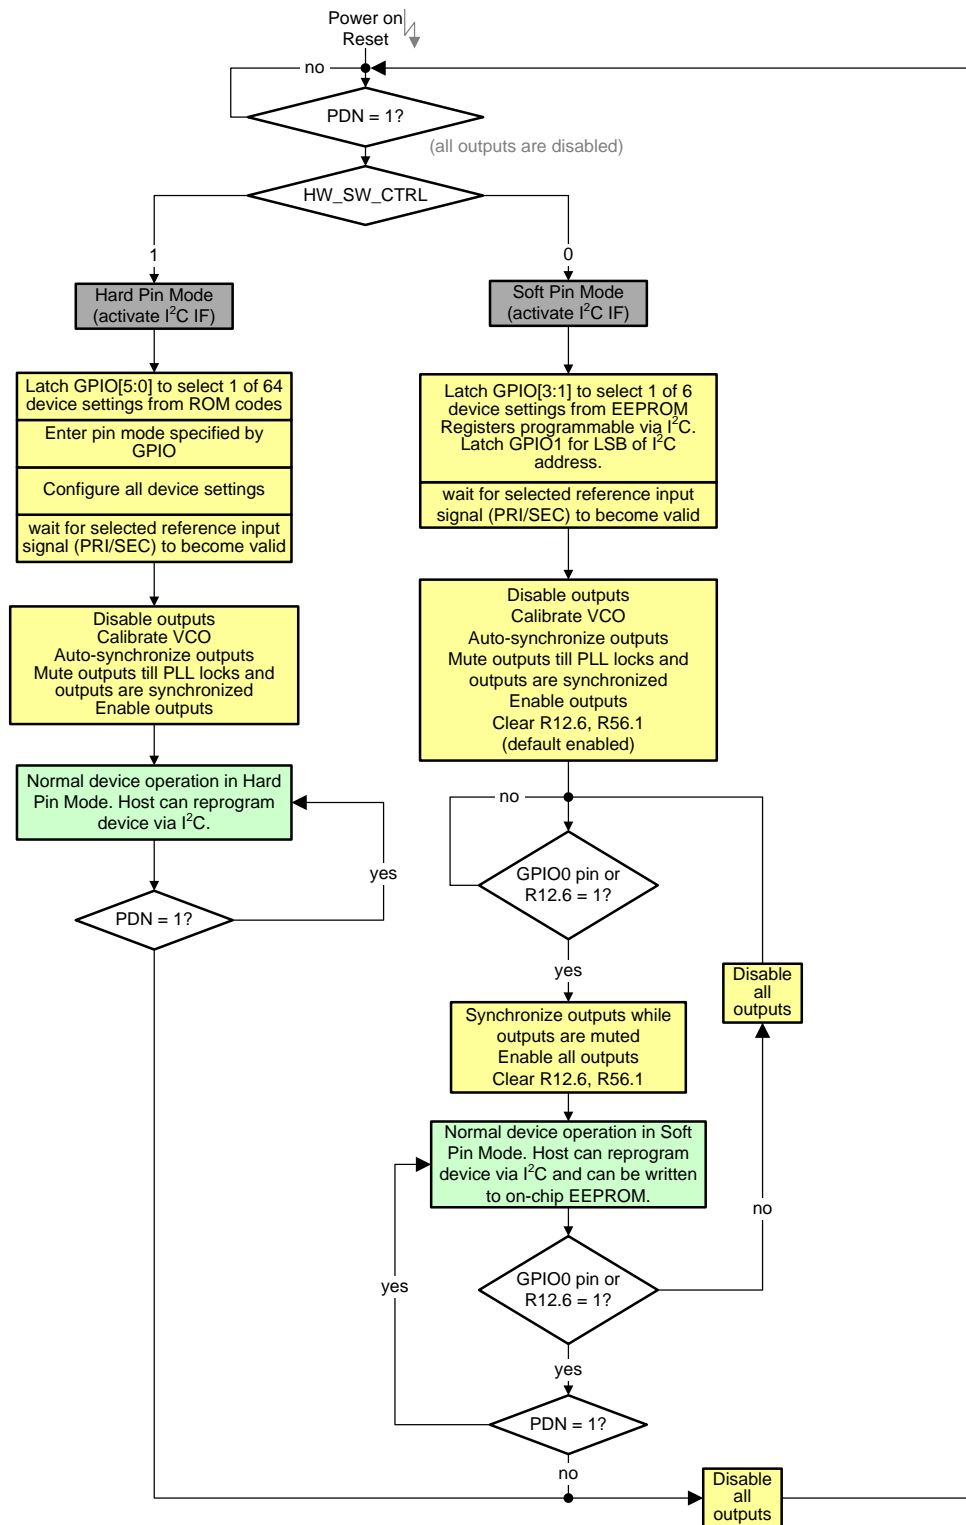 Power on
Reset
no
PDN = 1?
(all outputs are disabled)
HW_SW_CTRL
1
0
Hard Pin Mode
(activate I²C IF)
Soft Pin Mode
(activate I²C IF)
Latch GPIO[5:0] to select 1 of 64
device settings from ROM codes
Enter pin mode specified by
GPIO
Configure all device settings
wait for selected reference input
signal (PRI/SEC) to become valid
Latch GPIO[3:1] to select 1 of 6
device settings from EEPROM
Registers programmable via I²C.
Latch GPIO1 for LSB of I²C
address.
wait for selected reference input
signal (PRI/SEC) to become valid
Disable outputs
Calibrate VCO
Auto-synchronize outputs
Mute outputs till PLL locks and
outputs are synchronized
Enable outputs
Disable outputs
Calibrate VCO
Auto-synchronize outputs
Mute outputs till PLL locks and
outputs are synchronized
Enable outputs
Clear R12.6, R56.1
(default enabled)
Normal device operation in Hard
Pin Mode. Host can reprogram
device via I²C.
yes
PDN = 1?
no
GPIO0 pin or
R12.6 = 1?
yes
Disable
all
outputs
Synchronize outputs while
outputs are muted
Enable all outputs
Clear R12.6, R56.1
Normal device operation in Soft
Pin Mode. Host can reprogram
device via I²C and can be written
to on-chip EEPROM.
no
GPIO0 pin or
R12.6 = 1?
yes
yes
PDN = 1?
no
Disable
all
outputs